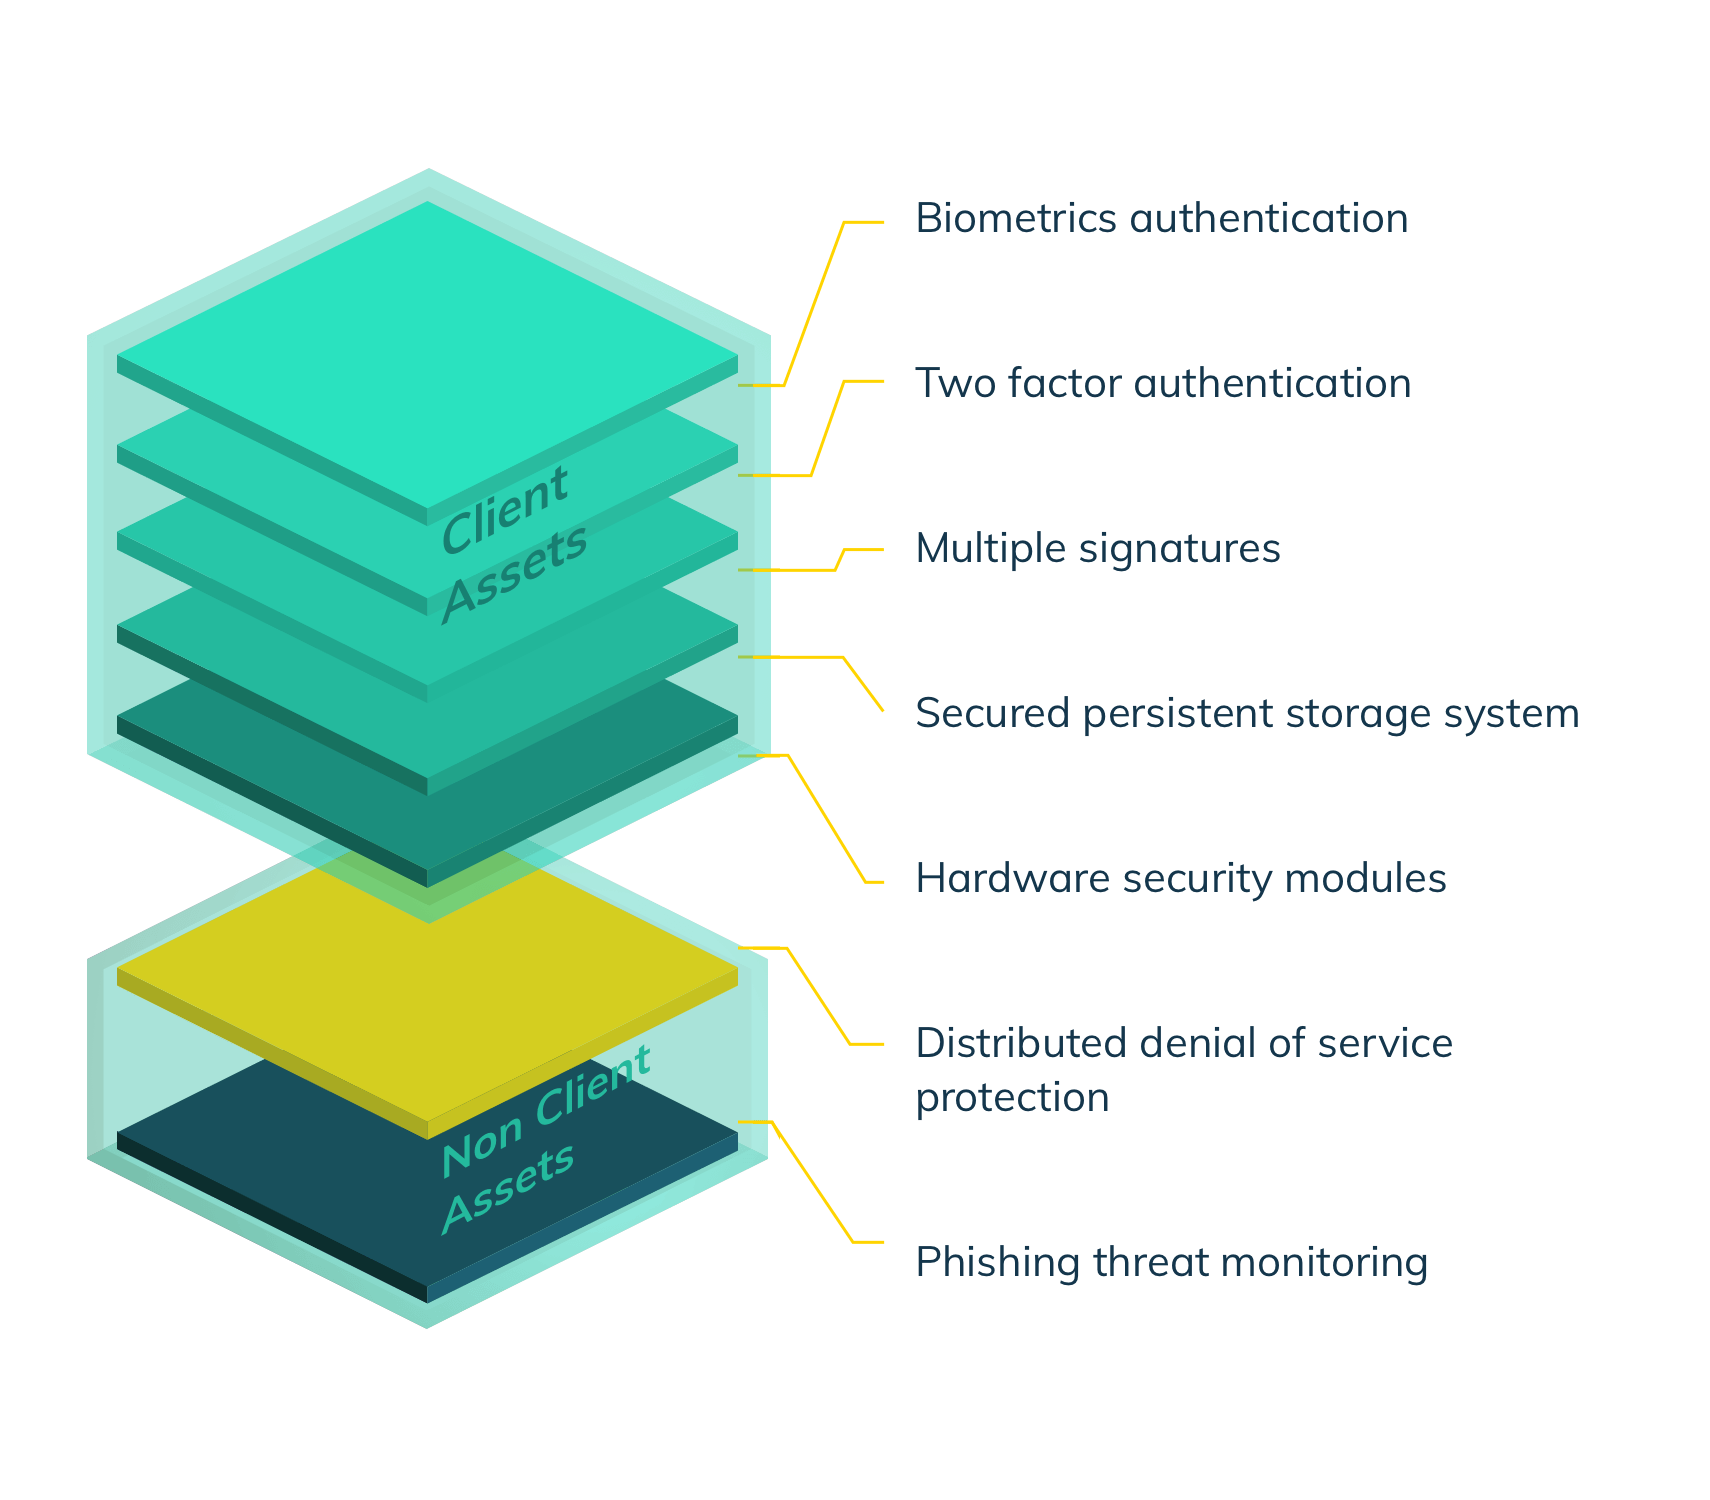 Biometrics authentication
Two factor authentication
Client
Assets
Multiple signatures
Secured persistent storage system
Hardware security modules
Distributed denial of service
protection
Non Client
Assets
Phishing threat monitoring